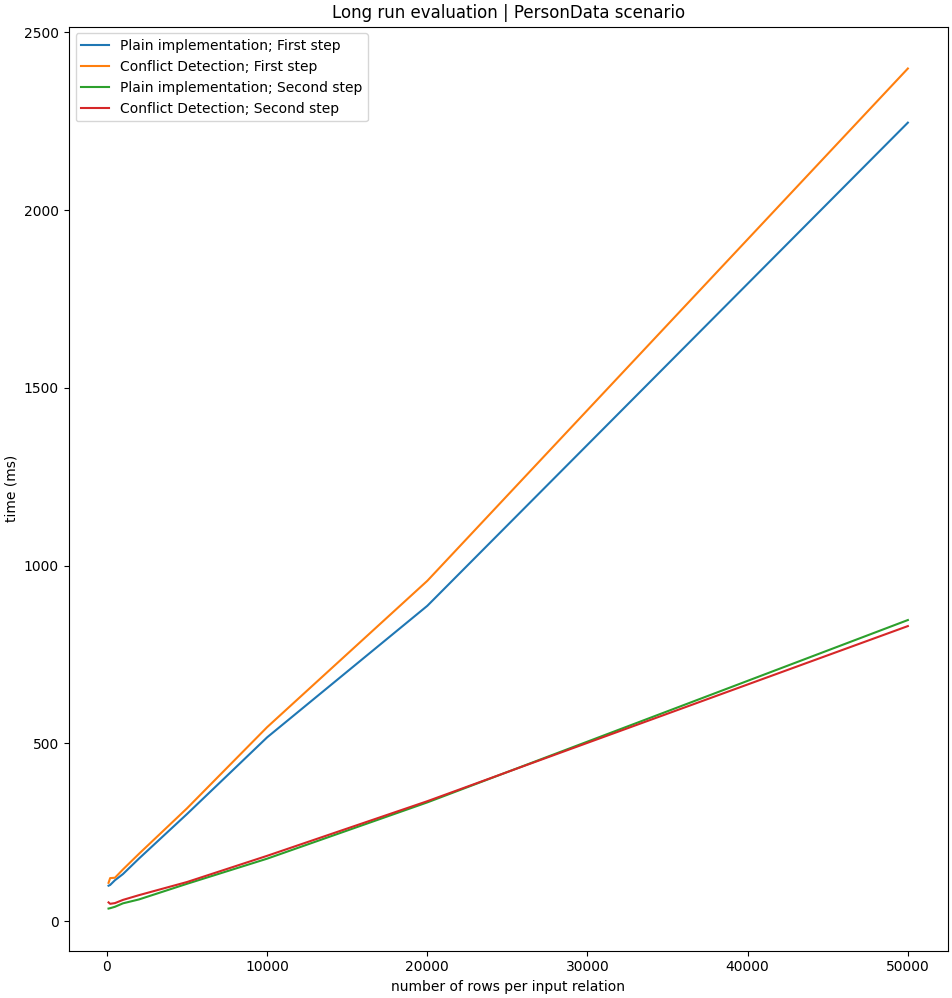 Long run evaluation | PersonData scenario
Plain implementation; First step
Conflict Detection; First step
Plain implementation; Second step
Conflict Detection; Second step
2500
2000
1500
1000
500
0
time (ms)
0 10000 20000 30000 40000 50000
number of rows per input relation